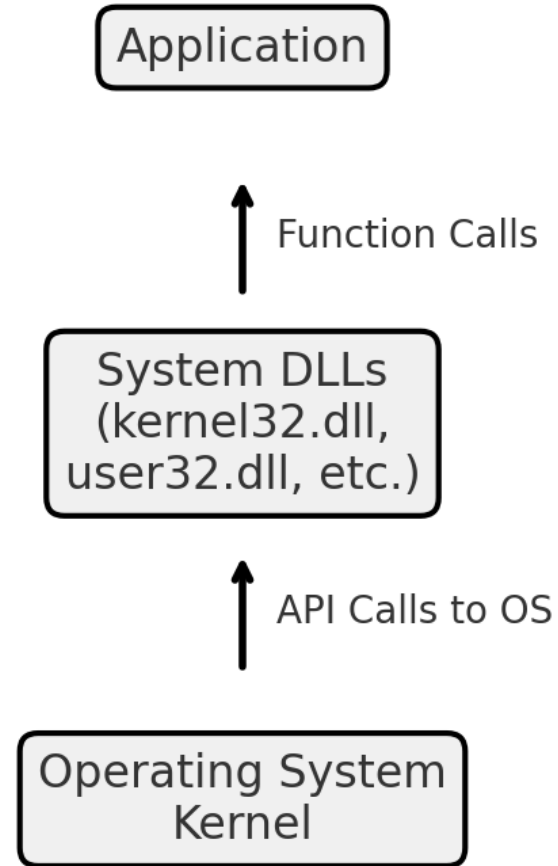 Application
Function Calls
System DLLs
(kernel32.dll,
user32.dll, etc.)
API Calls to OS
Operating System
Kernel